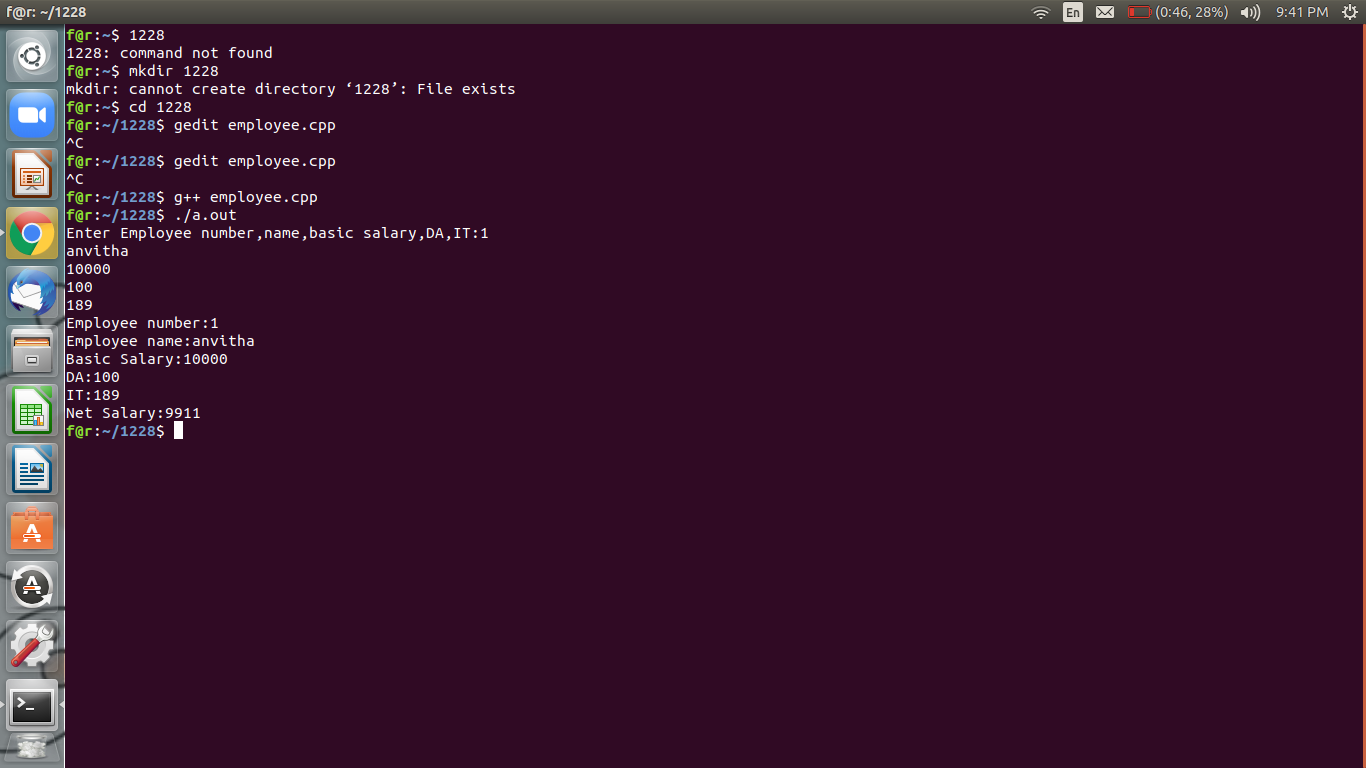 f@r: ~/1228
En
(0:46, 28%)
9:41 PM
f@r:~$ 1228
1228: command not found
f@r:~$ mkdir 1228
mkdir: cannot create directory ‘1228’: File exists
f@r:~$ cd 1228
f@r:~/1228$ gedit employee.cpp
^C
f@r:~/1228$ gedit employee.cpp
^C
f@r:~/1228$ g++ employee.cpp
f@r:~/1228$ ./a.out
Enter Employee number,name,basic salary,DA,IT:1
anvitha
10000
100
189
Employee number:1
Employee name:anvitha
Basic Salary:10000
DA:100
IT:189
Net Salary:9911
f@r:~/1228$